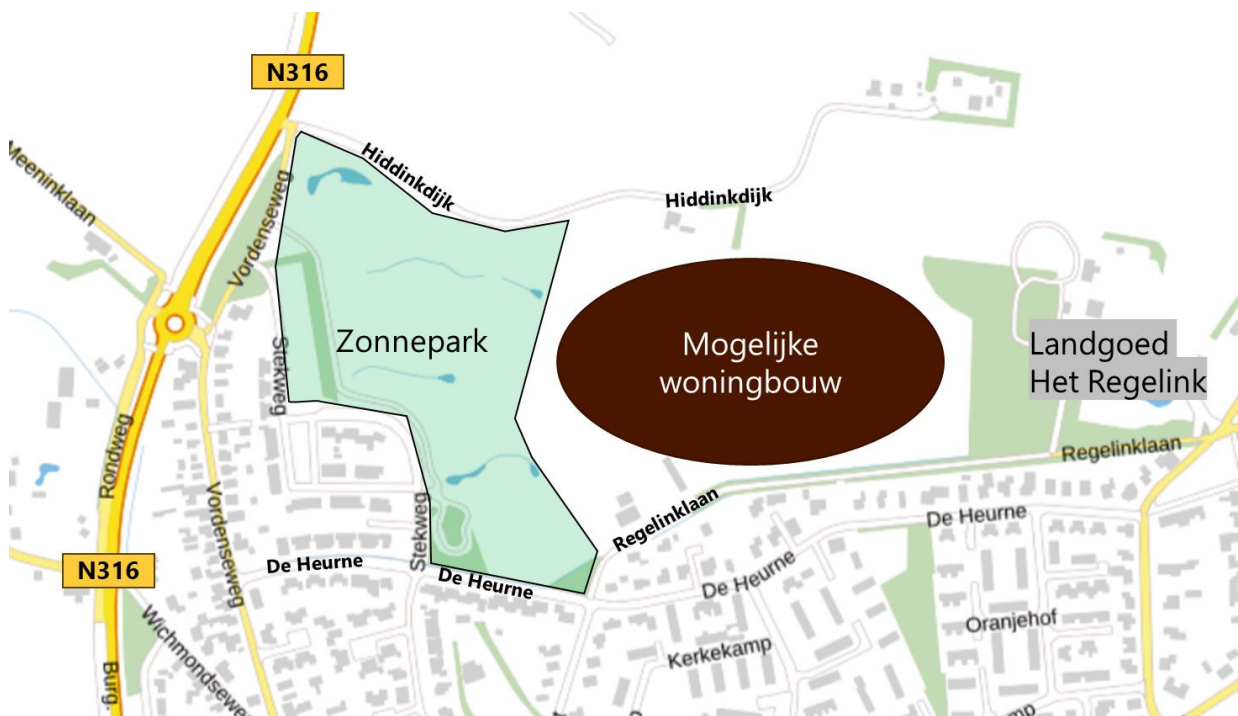 N316
Meeninklaan
Hiddinkdijk
Hiddinkdijk
Vordenseweg
Zonnepark
Mogelijke
woningbouw
Landgoed
Het Regelink
Stekweg
Rondweg
Regelinklaan
Regelinklaan
Vordenseweg
Stekweg
De Heurne
De Heurne
De Heurne
De Heurne
N316
Wichmondseweg
Kerkekamp
Oranjehof
Burg.